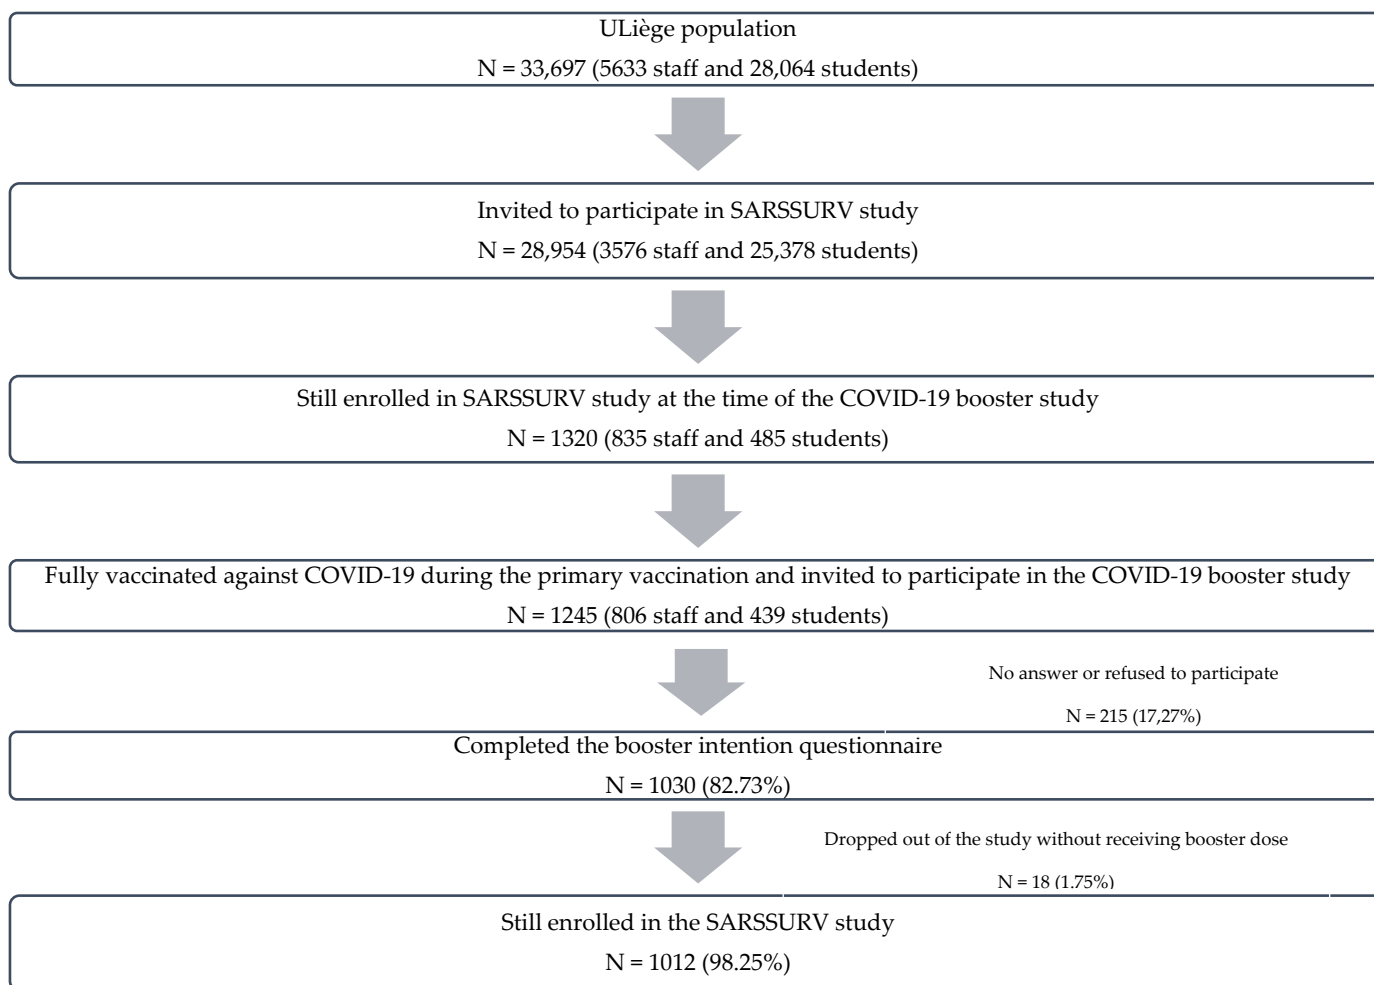 ULiège population
N = 33,697 (5633 staff and 28,064 students)
Invited to participate in SARSSURV study
N = 28,954 (3576 staff and 25,378 students)
Still enrolled in SARSSURV study at the time of the COVID-19 booster study
N = 1320 (835 staff and 485 students)
Fully vaccinated against COVID-19 during the primary vaccination and invited to participate in the COVID-19 booster study
N = 1245 (806 staff and 439 students)
No answer or refused to participate
N = 215 (17,27%)
Completed the booster intention questionnaire
N = 1030 (82.73%)
Dropped out of the study without receiving booster dose
N = 18 (1.75%)
Still enrolled in the SARSSURV study
N = 1012 (98.25%)